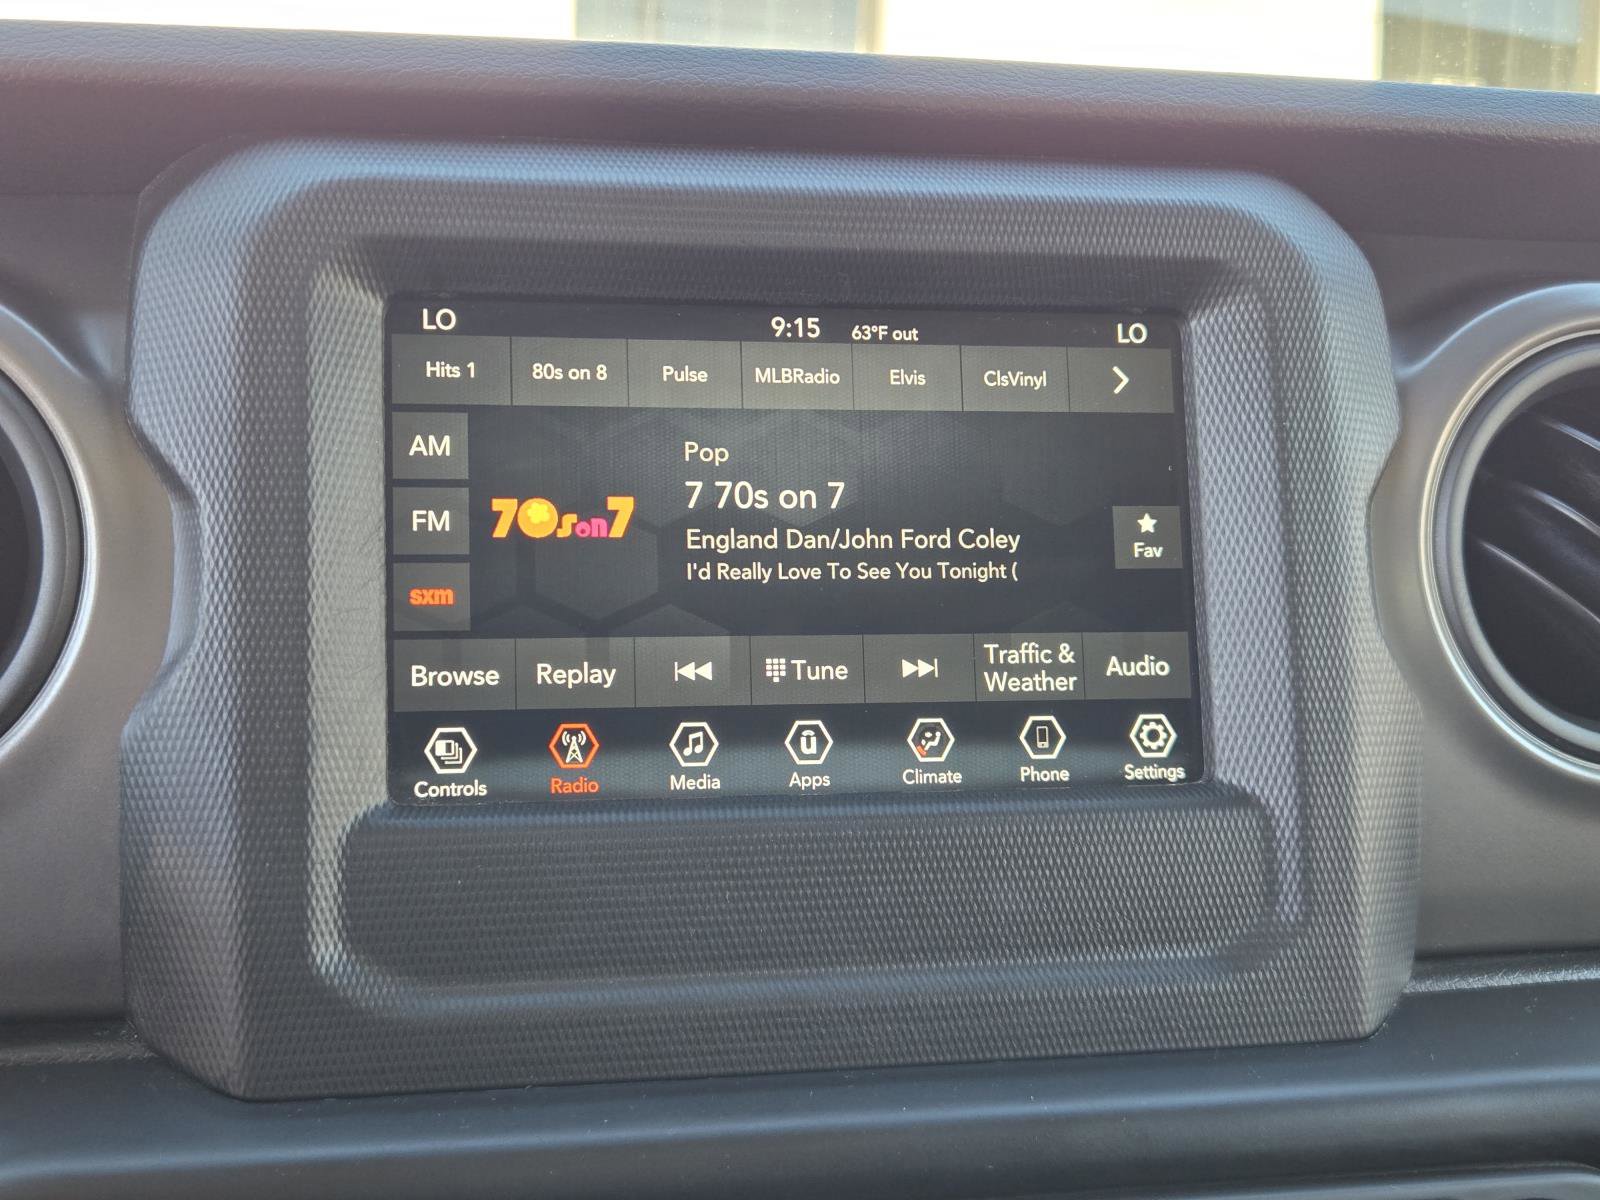 LO 9:15 63°F out LO
Hits 1 80s on 8 Pulse MLBRadio Elvis ClsVinyl
AM
Pop
7 70s on 7
FM
70s on 7
England Dan/John Ford Coley
Fav
I'd Really Love To See You Tonight (
sxm
Browse Replay Tune Traffic & Weather Audio
Controls Radio Media Apps Climate Phone Settings